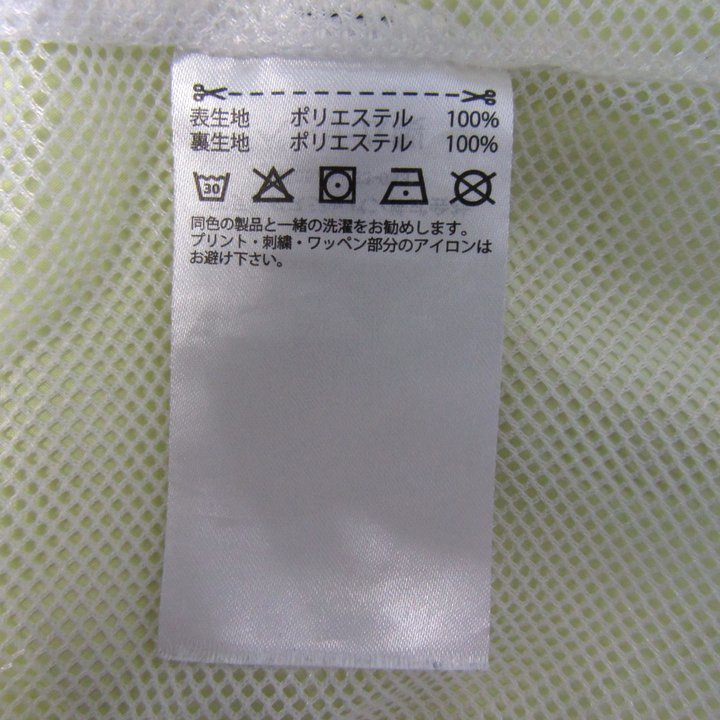 表生地 ポリエステル 100%
裏生地 ポリエステル 100%
30
同色の製品と一緒の洗濯をお勧めします。
プリント・刺繍・ワッペン部分のアイロンは
お避け下さい。